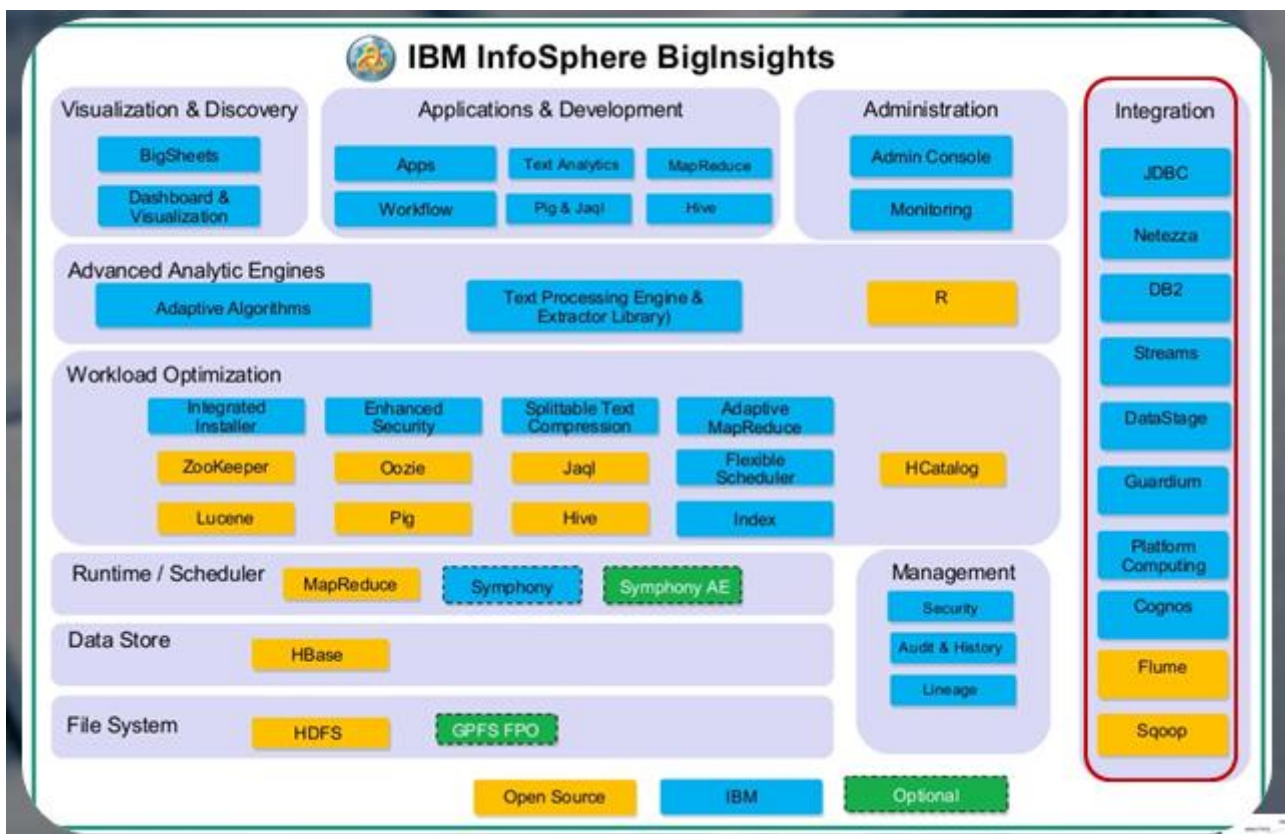 IBM InfoSphere BigInsights
Visualization & Discovery
BigSheets
Dashboard &
Visualization
Applications & Development
Apps
Text Analytics
MapReduce
Workflow
Pig & Jaql
Hive
Administration
Admin Console
Monitoring
Integration
JDBC
Netezza
DB2
Streams
DataStage
Guardium
Platform
Computing
Cognos
Flume
Sqoop
Advanced Analytic Engines
Adaptive Algorithms
Text Processing Engine &
Extractor Library)
R
Workload Optimization
Integrated
Installer
Enhanced
Security
Splittable Text
Compression
Adaptive
MapReduce
ZooKeeper
Oozie
Jaql
Flexible
Scheduler
HCatalog
Lucene
Pig
Hive
Index
Runtime / Scheduler
MapReduce
Symphony
Symphony AE
Data Store
HBase
File System
HDFS
GPFS FPO
Management
Security
Audit & History
Lineage
Open Source
IBM
Optional